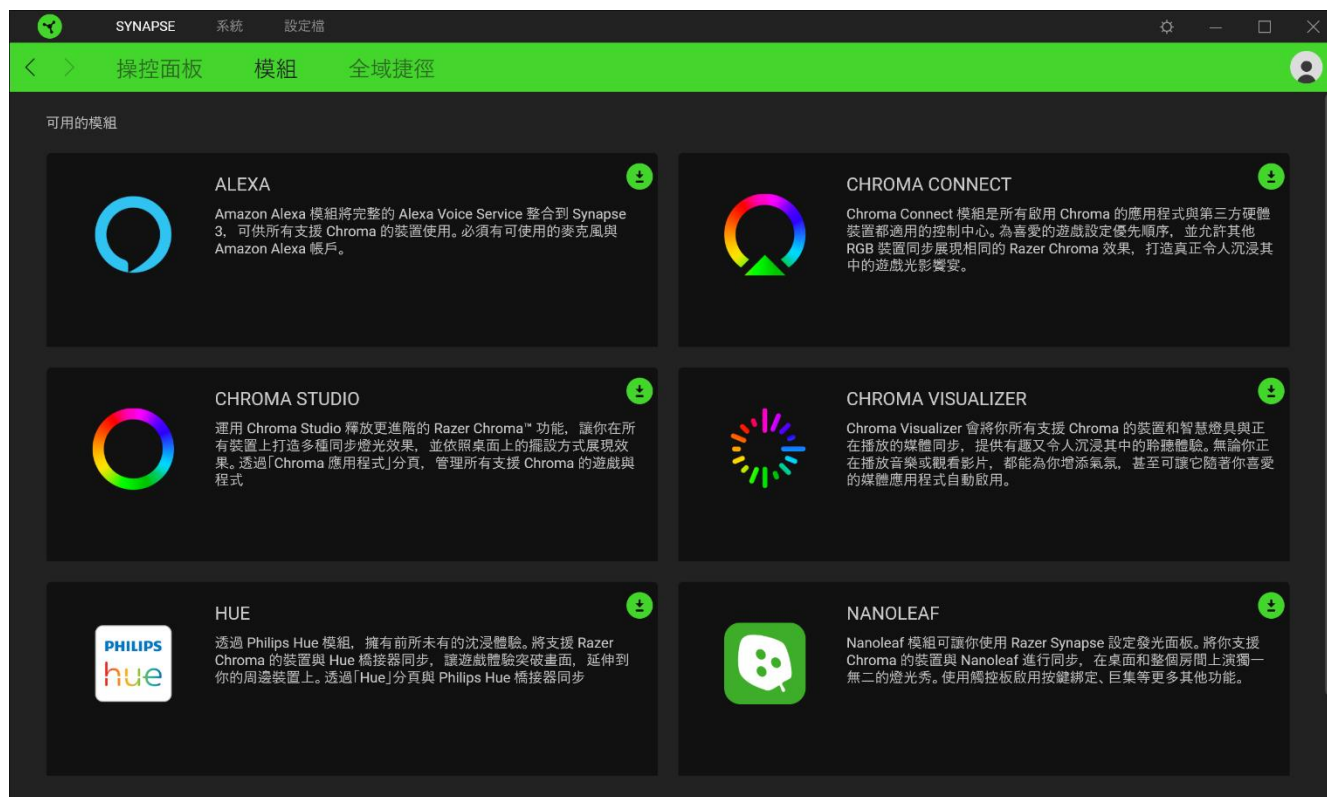 SYNAPSE 系統 設定檔
操控面板 模組 全域捷徑
可用的模組
ALEXA
Amazon Alexa 模組將完整的 Alexa Voice Service 整合到 Synapse
3，可供所有支援 Chroma 的裝置使用。必須有可使用的麥克風與
Amazon Alexa 帳戶。
CHROMA CONNECT
Chroma Connect 模組是所有啟用 Chroma 的應用程式與第三方硬體
裝置都適用的控制中心。為喜愛的遊戲設定優先順序，並允許其他
RGB 裝置同步展現相同的 Razer Chroma 效果，打造真正令人沉浸其
中的遊戲光影饗宴。
CHROMA STUDIO
運用 Chroma Studio 釋放更進階的 Razer Chroma™ 功能，讓你在所
有裝置上打造多種同步燈光效果，並依照桌面上的擺設方式展現效
果。透過「Chroma 應用程式」分頁，管理所有支援 Chroma 的遊戲與
程式
CHROMA VISUALIZER
Chroma Visualizer 會將你所有支援 Chroma 的裝置和智慧燈具與正
在播放的媒體同步，提供有趣又令人沉浸其中的聆聽體驗。無論你正
在播放音樂或觀看影片，都能為你增添氣氛，甚至可讓它隨著你喜愛
的媒體應用程式自動啟用。
PHILIPS
hue
HUE
透過 Philips Hue 模組，擁有前所未有的沈浸體驗。將支援 Razer
Chroma 的裝置與 Hue 橋接器同步，讓遊戲體驗突破畫面，延伸到
你的周邊裝置上。透過「Hue」分頁與 Philips Hue 橋接器同步
NANOLEAF
Nanoleaf 模組可讓你使用 Razer Synapse 設定發光面板。將你支援
Chroma 的裝置與 Nanoleaf 進行同步，在桌面和整個房間上演獨一
無二的燈光秀。使用觸控板啟用按鍵綁定、巨集等更多其他功能。